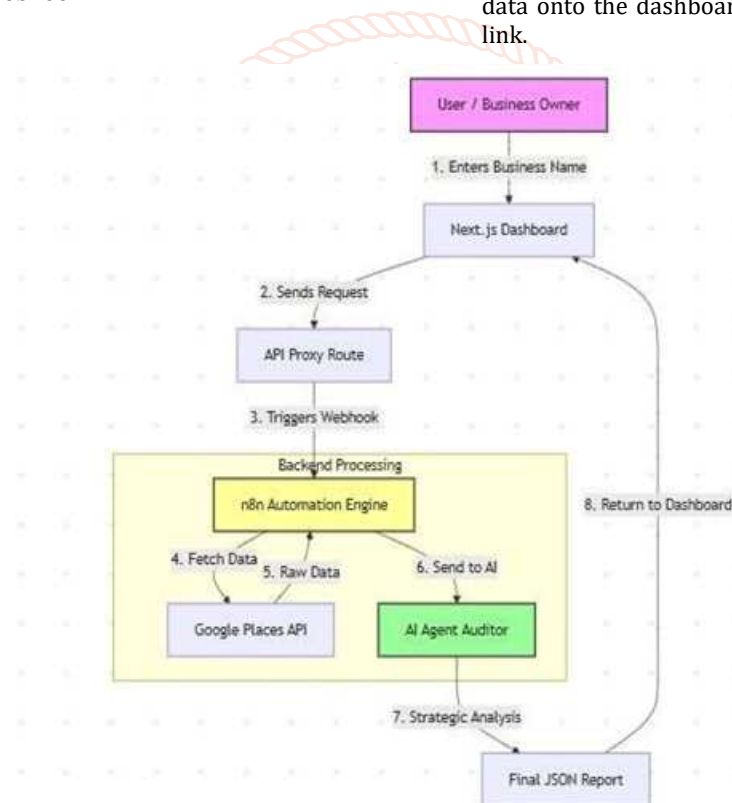 data onto the dashboar
link.
User / Business Owner
1. Enters Business Name
Next.js Dashboard
2. Sends Request
API Proxy Route
3. Triggers Webhook
Backend Processing
n8n Automation Engine
8. Return to Dashboard
4. Fetch Data
5. Raw Data
6. Send to AI
Google Places API
AI Agent Auditor
7. Strategic Analysis
Final JSON Report